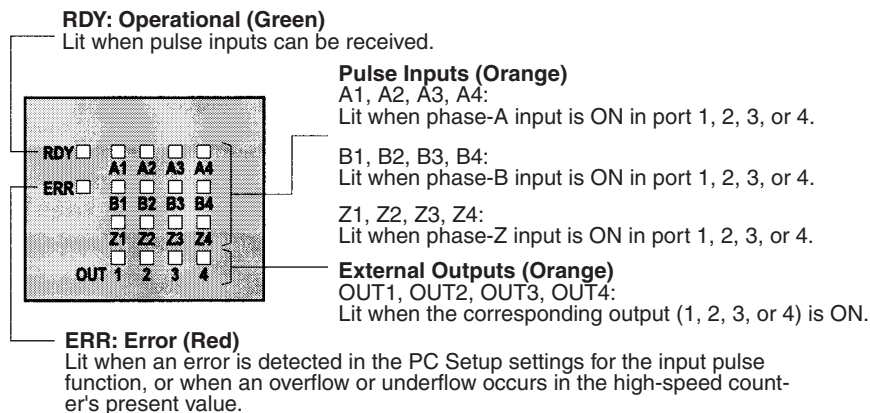 RDY: Operational (Green)
Lit when pulse inputs can be received.
Pulse Inputs (Orange)
A1, A2, A3, A4:
Lit when phase-A input is ON in port 1, 2, 3, or 4.
B1, B2, B3, B4:
Lit when phase-B input is ON in port 1, 2, 3, or 4.
Z1, Z2, Z3, Z4:
Lit when phase-Z input is ON in port 1, 2, 3, or 4.
External Outputs (Orange)
OUT1, OUT2, OUT3, OUT4:
Lit when the corresponding output (1, 2, 3, or 4) is ON.
RDY
A1 A2 A3 A4
ERR
B1 B2 B3 B4
Z1 Z2 Z3 Z4
OUT 1 2 3 4
ERR: Error (Red)
Lit when an error is detected in the PC Setup settings for the input pulse
function, or when an overflow or underflow occurs in the high-speed count-
er's present value.